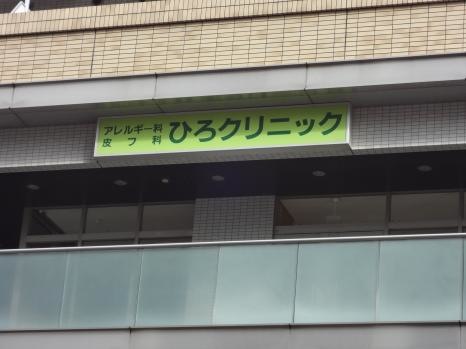 アレルギー科
皮フ科
ひろクリニック